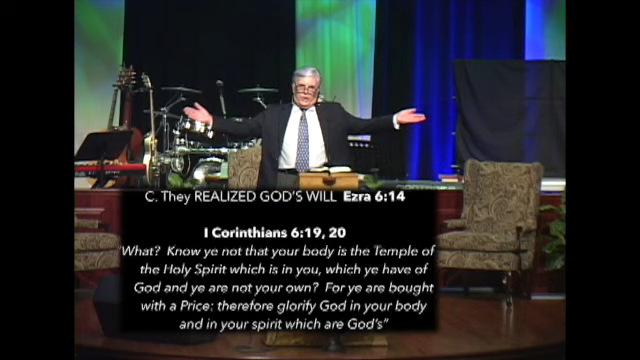 C. They REALIZED GOD'S WILL Ezra 6:14
I Corinthians 6:19, 20
"What? Know ye not that your body is the Temple of
the Holy Spirit which is in you, which ye have of
God and ye are not your own? For ye are bought
with a Price: therefore glorify God in your body
and in your spirit which are God's"